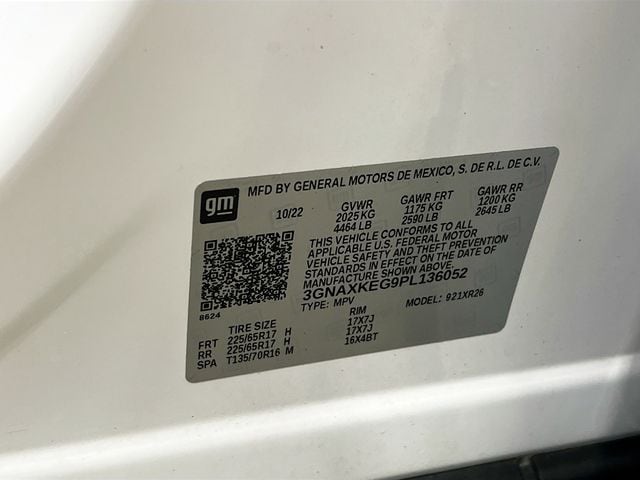 gm
MFD BY GENERAL MOTORS DE MEXICO, S. DE R.L. DE C.V.
10/22 GVWR GAWR FRT GAWR RR
2025 KG 1175 KG 1200 KG
4464 LB 2590 LB 2645 LB
THIS VEHICLE CONFORMS TO ALL
APPLICABLE U.S. FEDERAL MOTOR
VEHICLE SAFETY AND THEFT PREVENTION
STANDARDS IN EFFECT ON THE DATE OF
MANUFACTURE SHOWN ABOVE.
3GNAXKEG9PL136052
8624
TYPE: MPV MODEL: 921XR26
TIRE SIZE RIM
FRT 225/65R17 H 17X7J
RR 225/65R17 H 17X7J
SPA T135/70R16 M 16X4BT